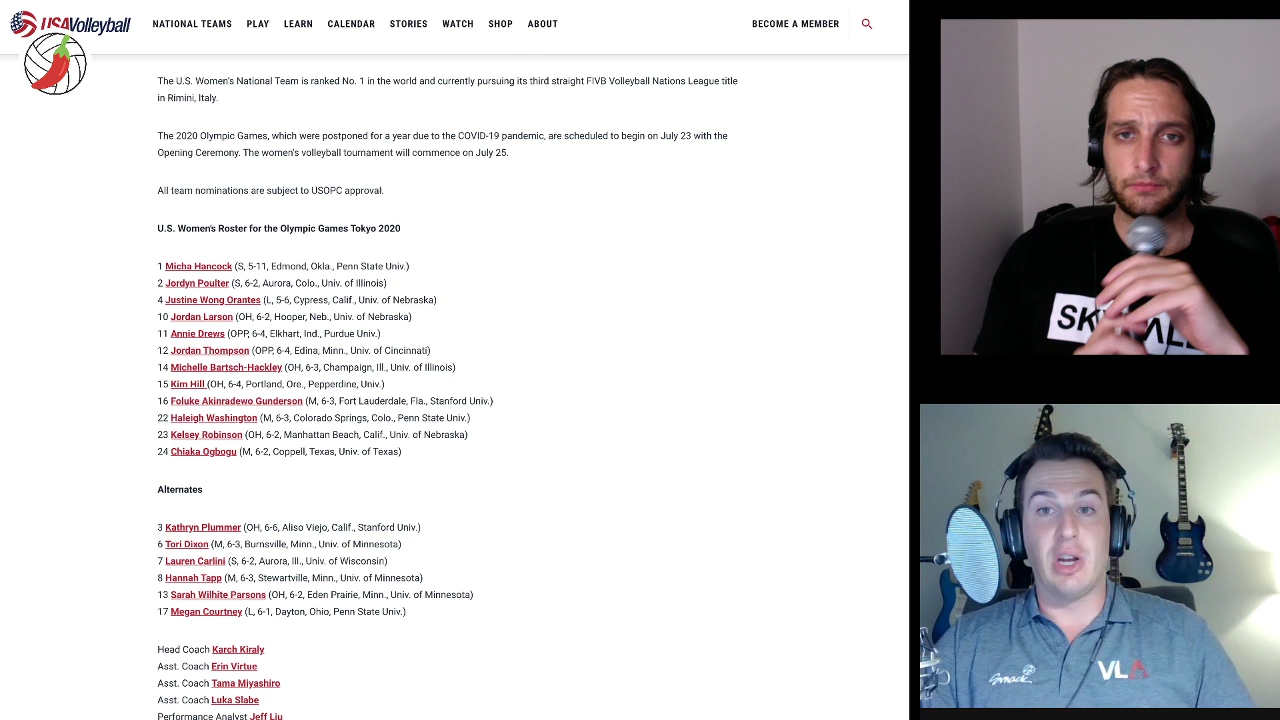 USAVolleyball
NATIONAL TEAMS PLAY LEARN CALENDAR STORIES WATCH SHOP ABOUT BECOME A MEMBER
The U.S. Women's National Team is ranked No. 1 in the world and currently pursuing its third straight FIVB Volleyball Nations League title
in Rimini, Italy.
The 2020 Olympic Games, which were postponed for a year due to the COVID-19 pandemic, are scheduled to begin on July 23 with the
Opening Ceremony. The women's volleyball tournament will commence on July 25.
All team nominations are subject to USOPC approval.
U.S. Women's Roster for the Olympic Games Tokyo 2020
1 Micha Hancock (S, 5-11, Edmond, Okla., Penn State Univ.)
2 Jordyn Poulter (S, 6-2, Aurora, Colo., Univ. of Illinois)
4 Justine Wong Orantes (L, 5-6, Cypress, Calif., Univ. of Nebraska)
10 Jordan Larson (OH, 6-2, Hooper, Neb., Univ. of Nebraska)
11 Annie Drews (OPP, 6-4, Elkhart, Ind., Purdue Univ.)
12 Jordan Thompson (OPP, 6-4, Edina, Minn., Univ. of Cincinnati)
14 Michelle Bartsch-Hackley (OH, 6-3, Champaign, Ill., Univ. of Illinois)
15 Kim Hill (OH, 6-4, Portland, Ore., Pepperdine, Univ.)
16 Foluke Akinradewo Gunderson (M, 6-3, Fort Lauderdale, Fla., Stanford Univ.)
22 Haleigh Washington (M, 6-3, Colorado Springs, Colo., Penn State Univ.)
23 Kelsey Robinson (OH, 6-2, Manhattan Beach, Calif., Univ. of Nebraska)
24 Chiaka Ogbogu (M, 6-2, Coppell, Texas, Univ. of Texas)
Alternates
3 Kathryn Plummer (OH, 6-6, Aliso Viejo, Calif., Stanford Univ.)
6 Tori Dixon (M, 6-3, Burnsville, Minn., Univ. of Minnesota)
7 Lauren Carlini (S, 6-2, Aurora, Ill., Univ. of Wisconsin)
8 Hannah Tapp (M, 6-3, Stewartville, Minn., Univ. of Minnesota)
13 Sarah Wilhite Parsons (OH, 6-2, Eden Prairie, Minn., Univ. of Minnesota)
17 Megan Courtney (L, 6-1, Dayton, Ohio, Penn State Univ.)
Head Coach Karch Kiraly
Asst. Coach Erin Virtue
Asst. Coach Tama Miyashiro
Asst. Coach Luka Slabe
Performance Analyst Jeff Liu
VLA